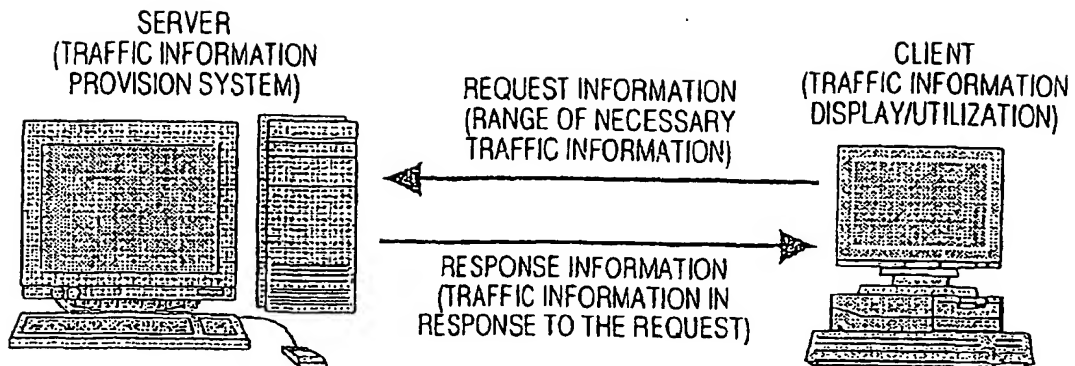 SERVER
(TRAFFIC INFORMATION
PROVISION SYSTEM)
REQUEST INFORMATION
(RANGE OF NECESSARY
TRAFFIC INFORMATION)
CLIENT
(TRAFFIC INFORMATION
DISPLAY/UTILIZATION)
RESPONSE INFORMATION
(TRAFFIC INFORMATION IN
RESPONSE TO THE REQUEST)